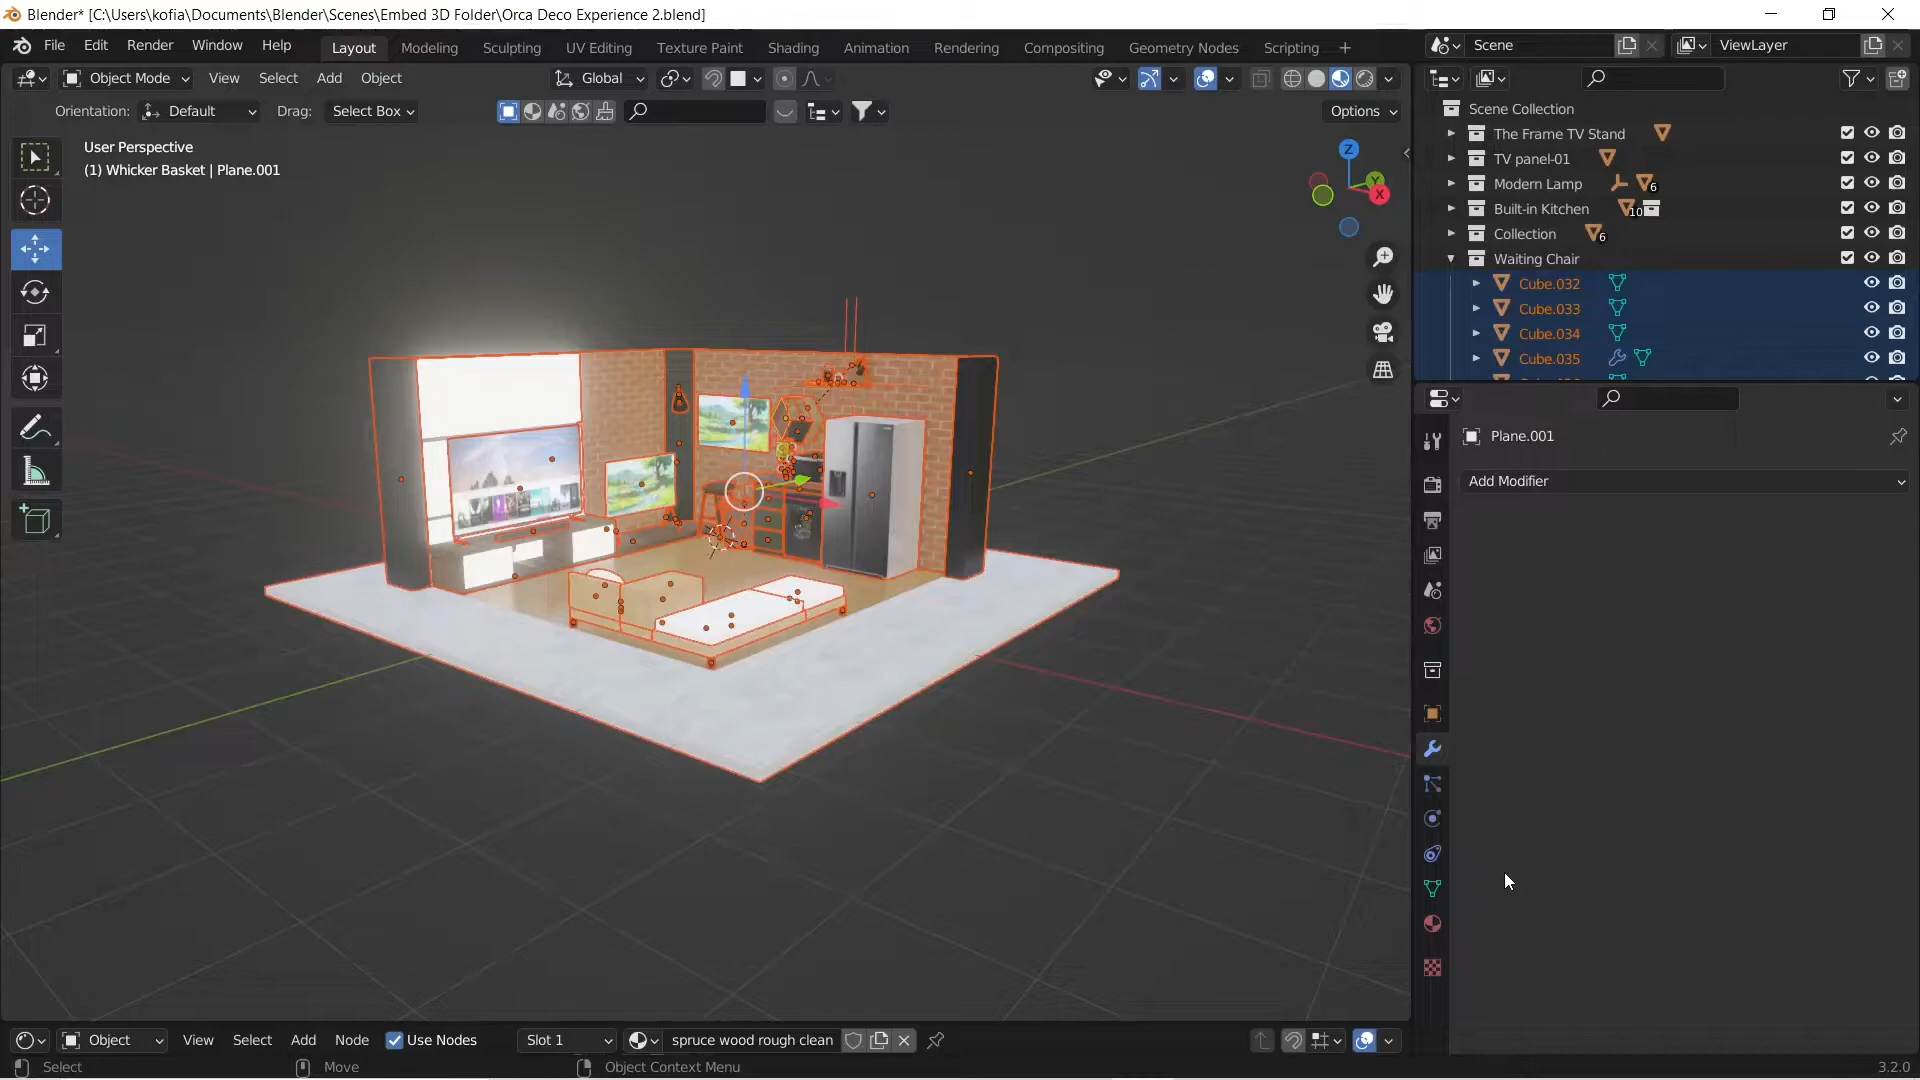 Blender* [C:\Users\kofia\Documents\Blender\Scenes\Embed 3D Folder\Orca Deco Experience 2.blend]
File Edit Render Window Help Layout Modeling Sculpting UV Editing Texture Paint Shading Animation Rendering Compositing Geometry Nodes Scripting + Scene ViewLayer
Object Mode View Select Add Object Global
Orientation: Default Drag: Select Box Options
User Perspective
(1) Whicker Basket | Plane.001
Z
Y
X
Scene Collection
The Frame TV Stand
TV panel-01
Modern Lamp 6
Built-in Kitchen 10
Collection 6
Waiting Chair
Cube.032
Cube.033
Cube.034
Cube.035
Plane.001
Add Modifier
Object View Select Add Node Use Nodes Slot 1 spruce wood rough clean
Select Move Object Context Menu 3.2.0